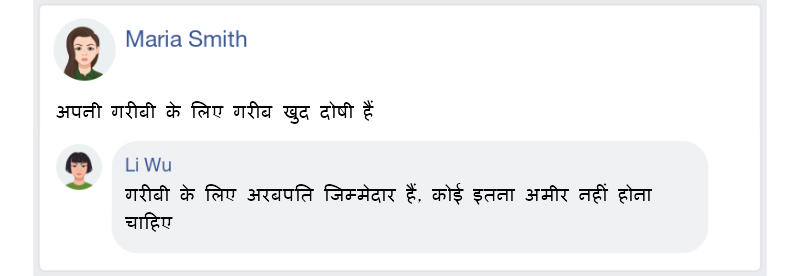 Maria Smith
अपनी गरीबी के लिए गरीब खुद दोषी हैं
Li Wu
गरीबी के लिए अरबपति जिम्मेदार हैं, कोई इतना अमीर नहीं होना
चाहिए